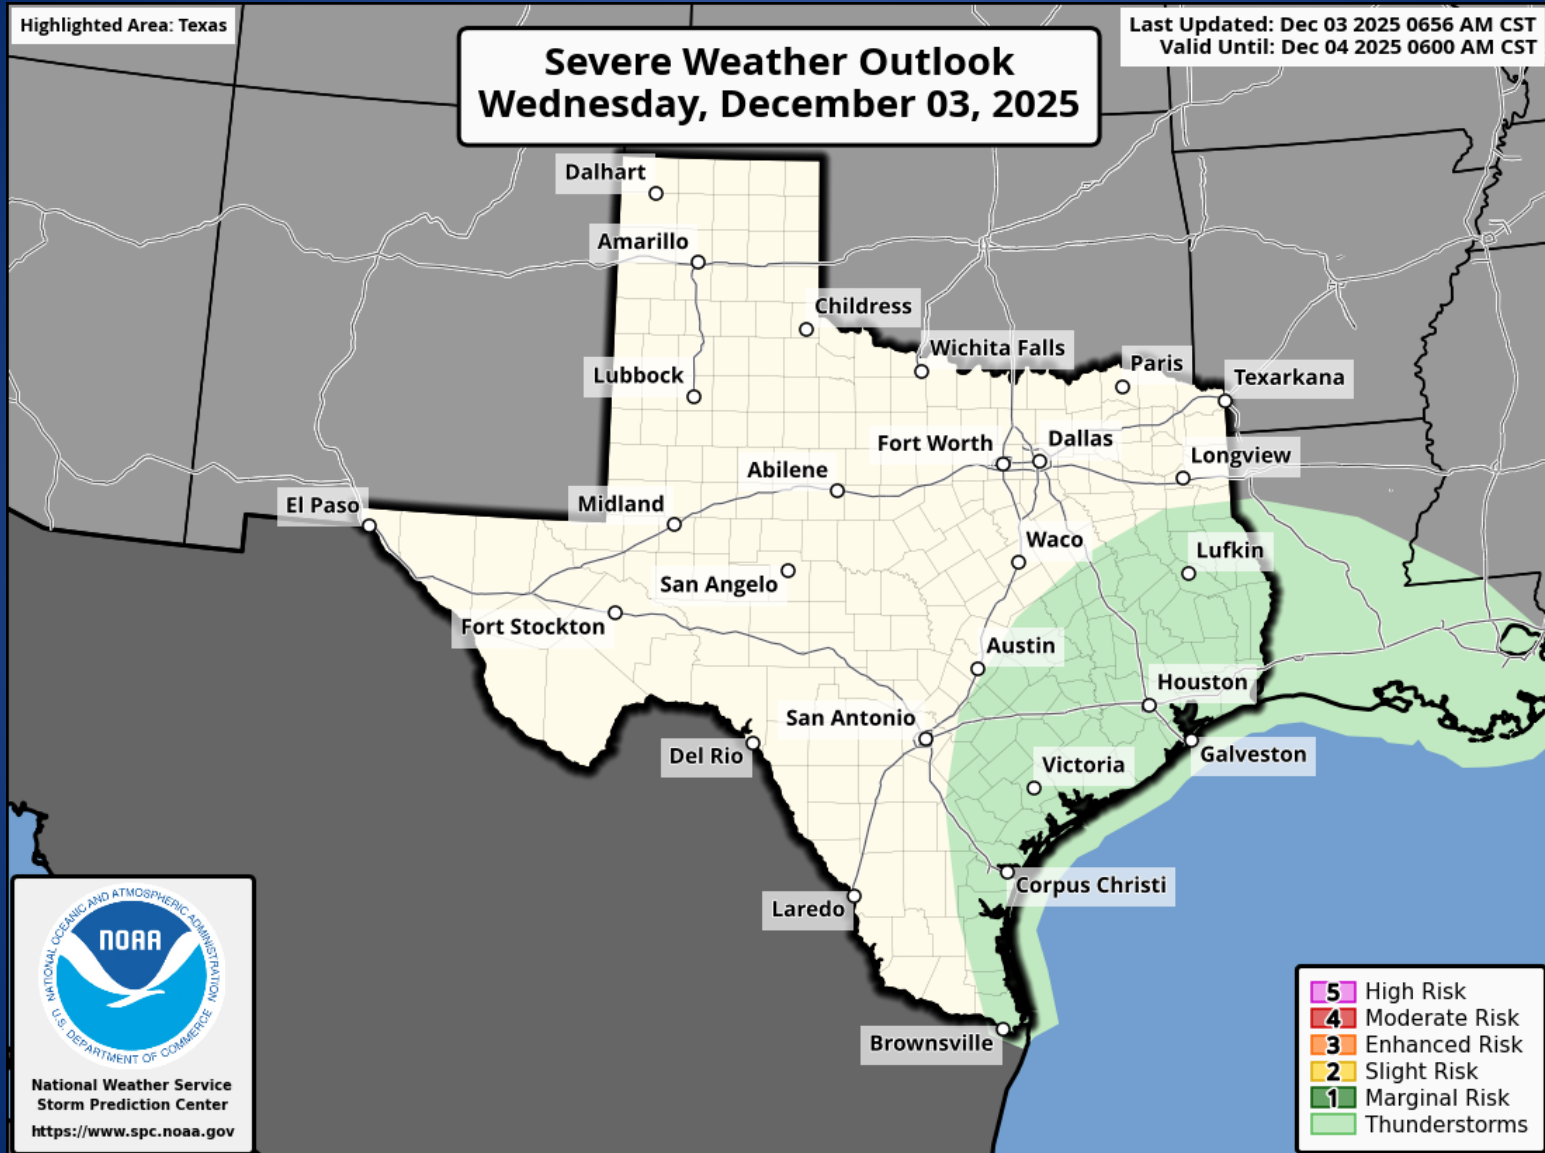 Highlighted Area: Texas
Severe Weather Outlook
Wednesday, December 03, 2025
Last Updated: Dec 03 2025 0656 AM CST
Valid Until: Dec 04 2025 0600 AM CST
Dalhart
Amarillo
Childress
Wichita Falls
Paris
Texarkana
Lubbock
Fort Worth
Dallas
Longview
Abilene
El Paso
Midland
Waco
Lufkin
San Angelo
Fort Stockton
Austin
Houston
San Antonio
Del Rio
Galveston
Victoria
Corpus Christi
Laredo
Brownsville
NATIONAL OCEANIC AND ATMOSPHERIC ADMINISTRATION
NOAA
U.S. DEPARTMENT OF COMMERCE
National Weather Service
Storm Prediction Center
https://www.spc.noaa.gov
5 High Risk
4 Moderate Risk
3 Enhanced Risk
2 Slight Risk
1 Marginal Risk
Thunderstorms